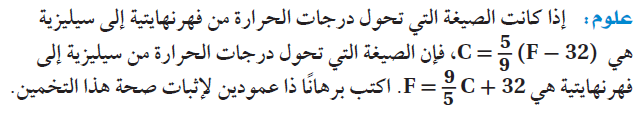 علوم: إذا كانت الصيغة التي تحول درجات الحرارة من فهرنهايتية إلى سيليزية
هي C = 5/9 (F − 32)، فإن الصيغة التي تحول درجات الحرارة من سيليزية إلى
فهرنهايتية هي F = 9/5 C + 32. اكتب برهانًا ذا عمودين لإثبات صحة هذا التخمين.